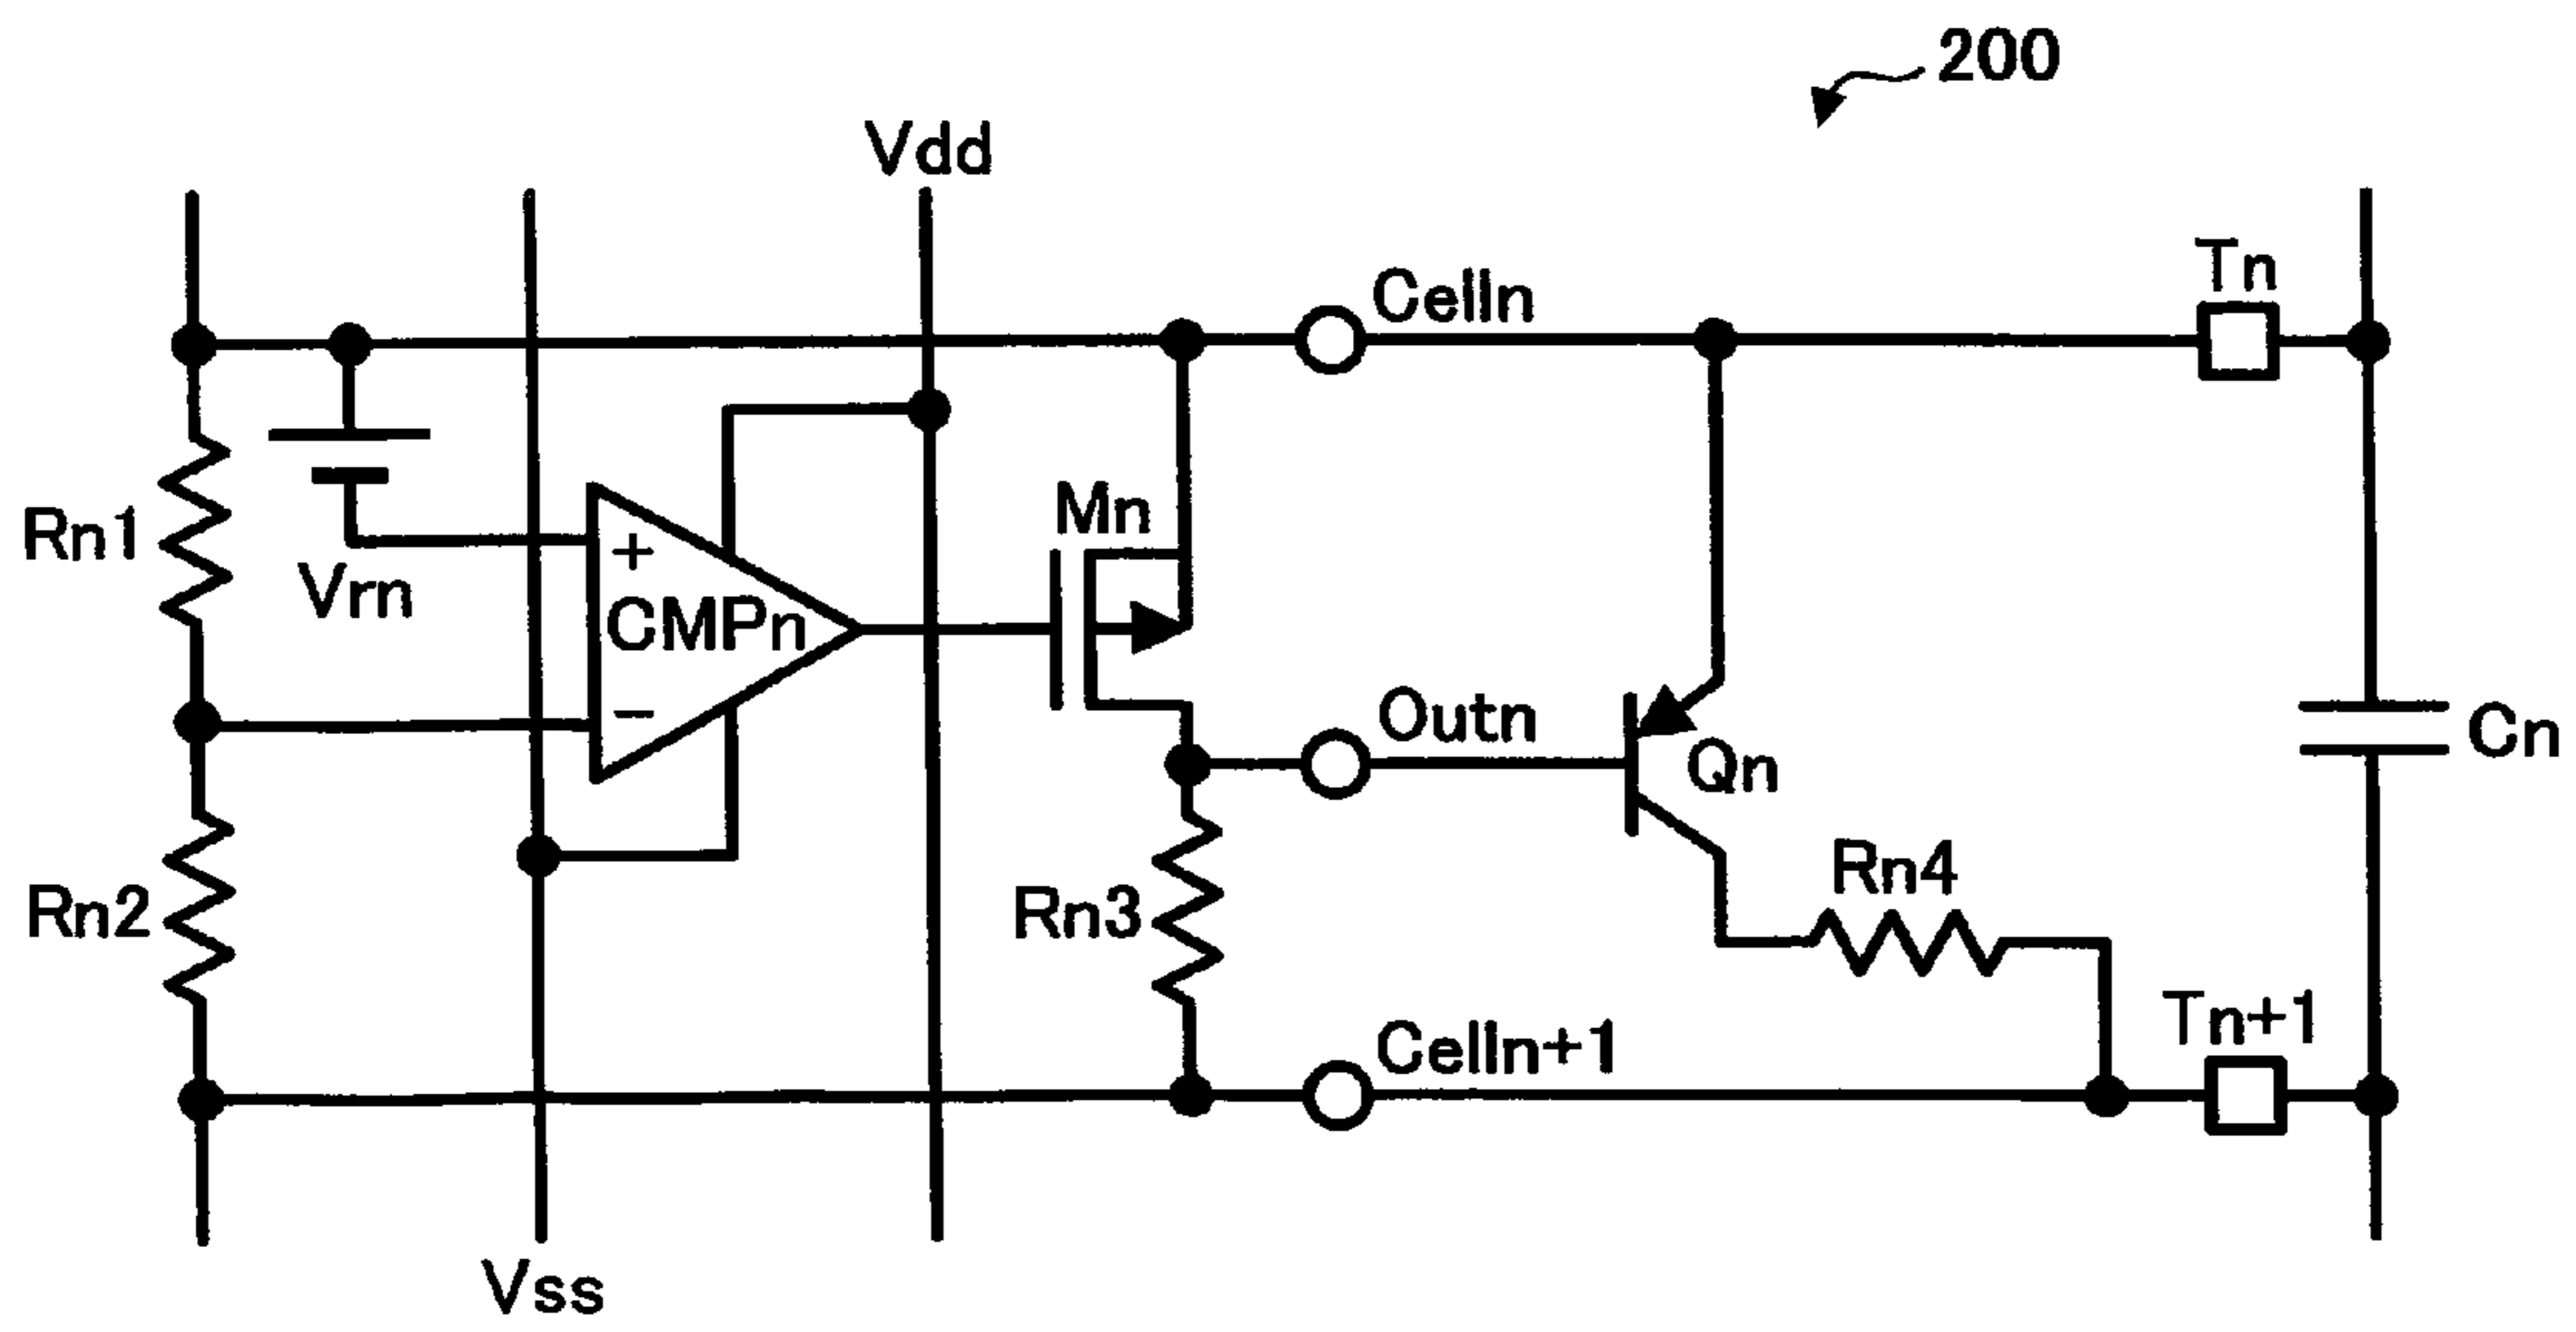 200
Vdd
Tn
Celln
Mn
Rn1
+
Vrn
CMPn
−
Outn
Qn
Cn
Rn4
Rn2
Rn3
Tn+1
Celln+1
Vss